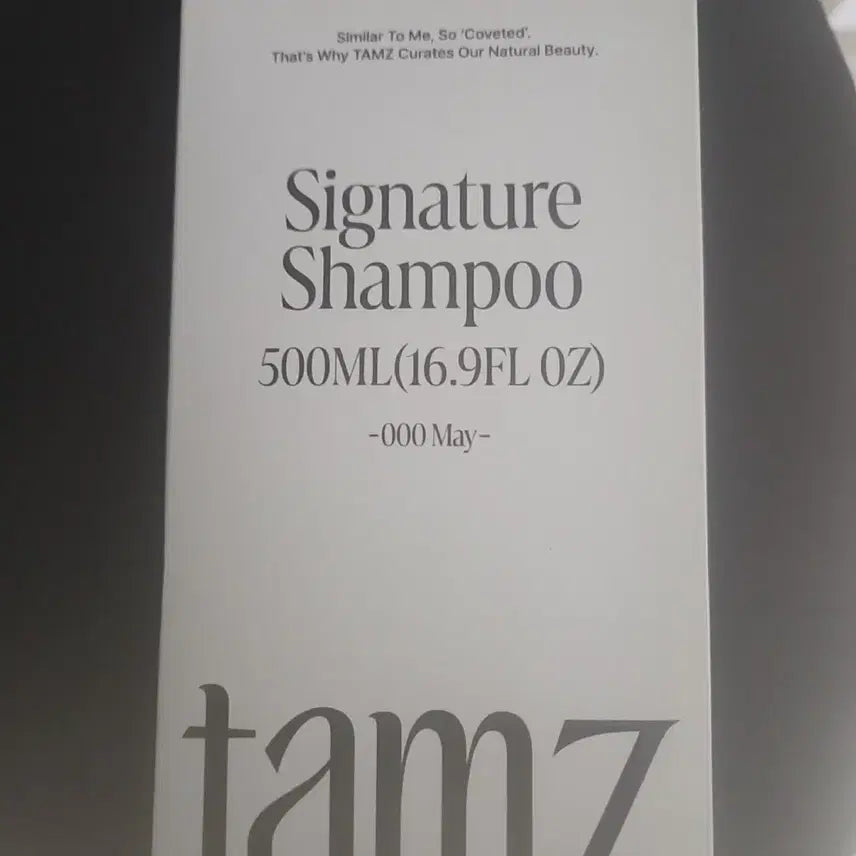 Similar To Me, So 'Coveted'.
That's Why TAMZ Curates Our Natural Beauty.
Signature
Shampoo
500ML(16.9FL OZ)
-000 May-
tamz